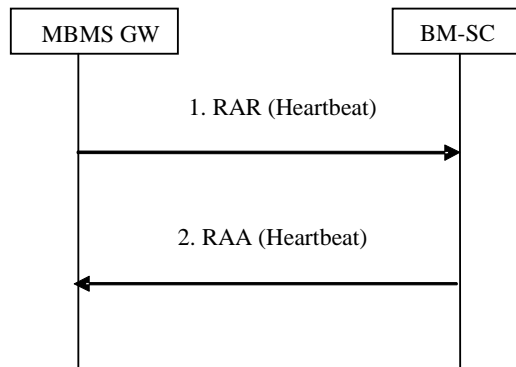 MBMS GW
BM-SC
1. RAR (Heartbeat)
2. RAA (Heartbeat)